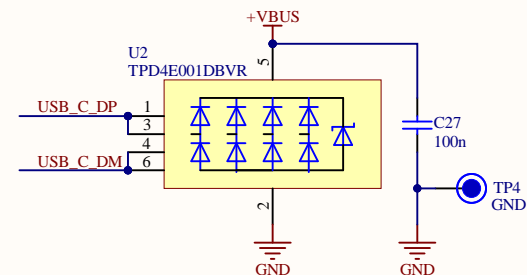 +VBUS
U2
TPD4E001DBVR
5
USB_C_DP
1
3
4
USB_C_DM
6
C27
100n
TP4
GND
2
GND
GND